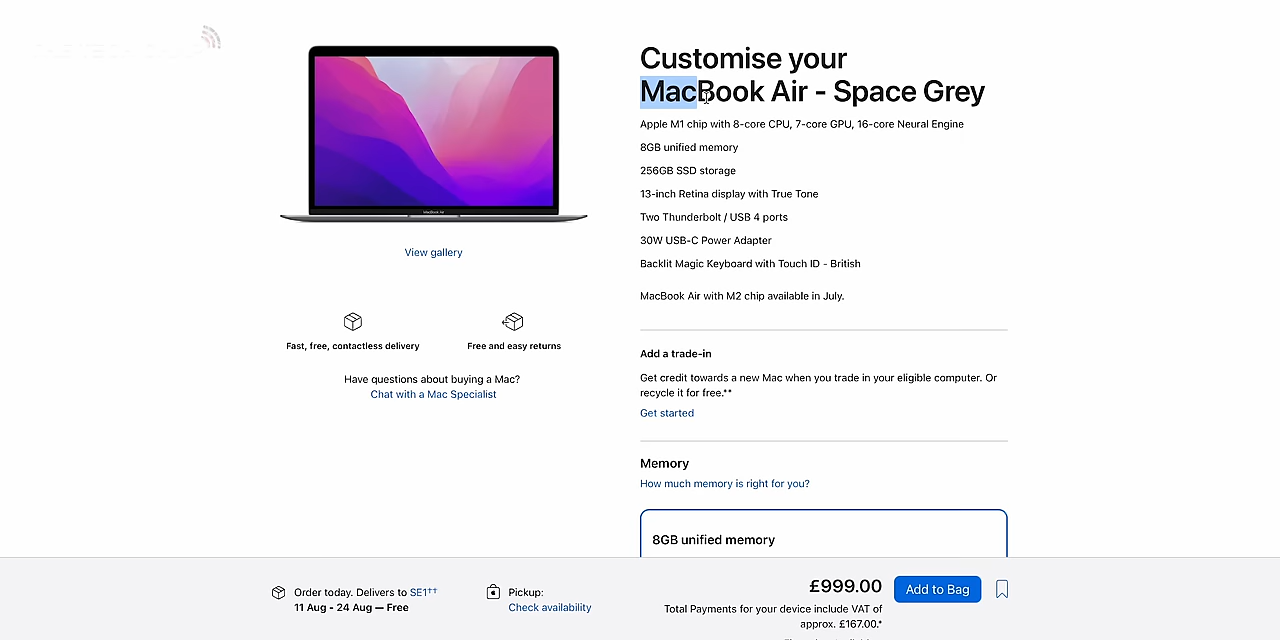 Customise your
MacBook Air - Space Grey
Apple M1 chip with 8-core CPU, 7-core GPU, 16-core Neural Engine
8GB unified memory
256GB SSD storage
13-inch Retina display with True Tone
Two Thunderbolt / USB 4 ports
30W USB-C Power Adapter
Backlit Magic Keyboard with Touch ID - British
MacBook Air with M2 chip available in July.
MacBook Air
View gallery
Fast, free, contactless delivery
Free and easy returns
Have questions about buying a Mac?
Chat with a Mac Specialist
Add a trade-in
Get credit towards a new Mac when you trade in your eligible computer. Or
recycle it for free.**
Get started
Memory
How much memory is right for you?
8GB unified memory
Order today. Delivers to SE1††
11 Aug - 24 Aug — Free
Pickup:
Check availability
£999.00
Total Payments for your device include VAT of
approx. £167.00.*
Add to Bag